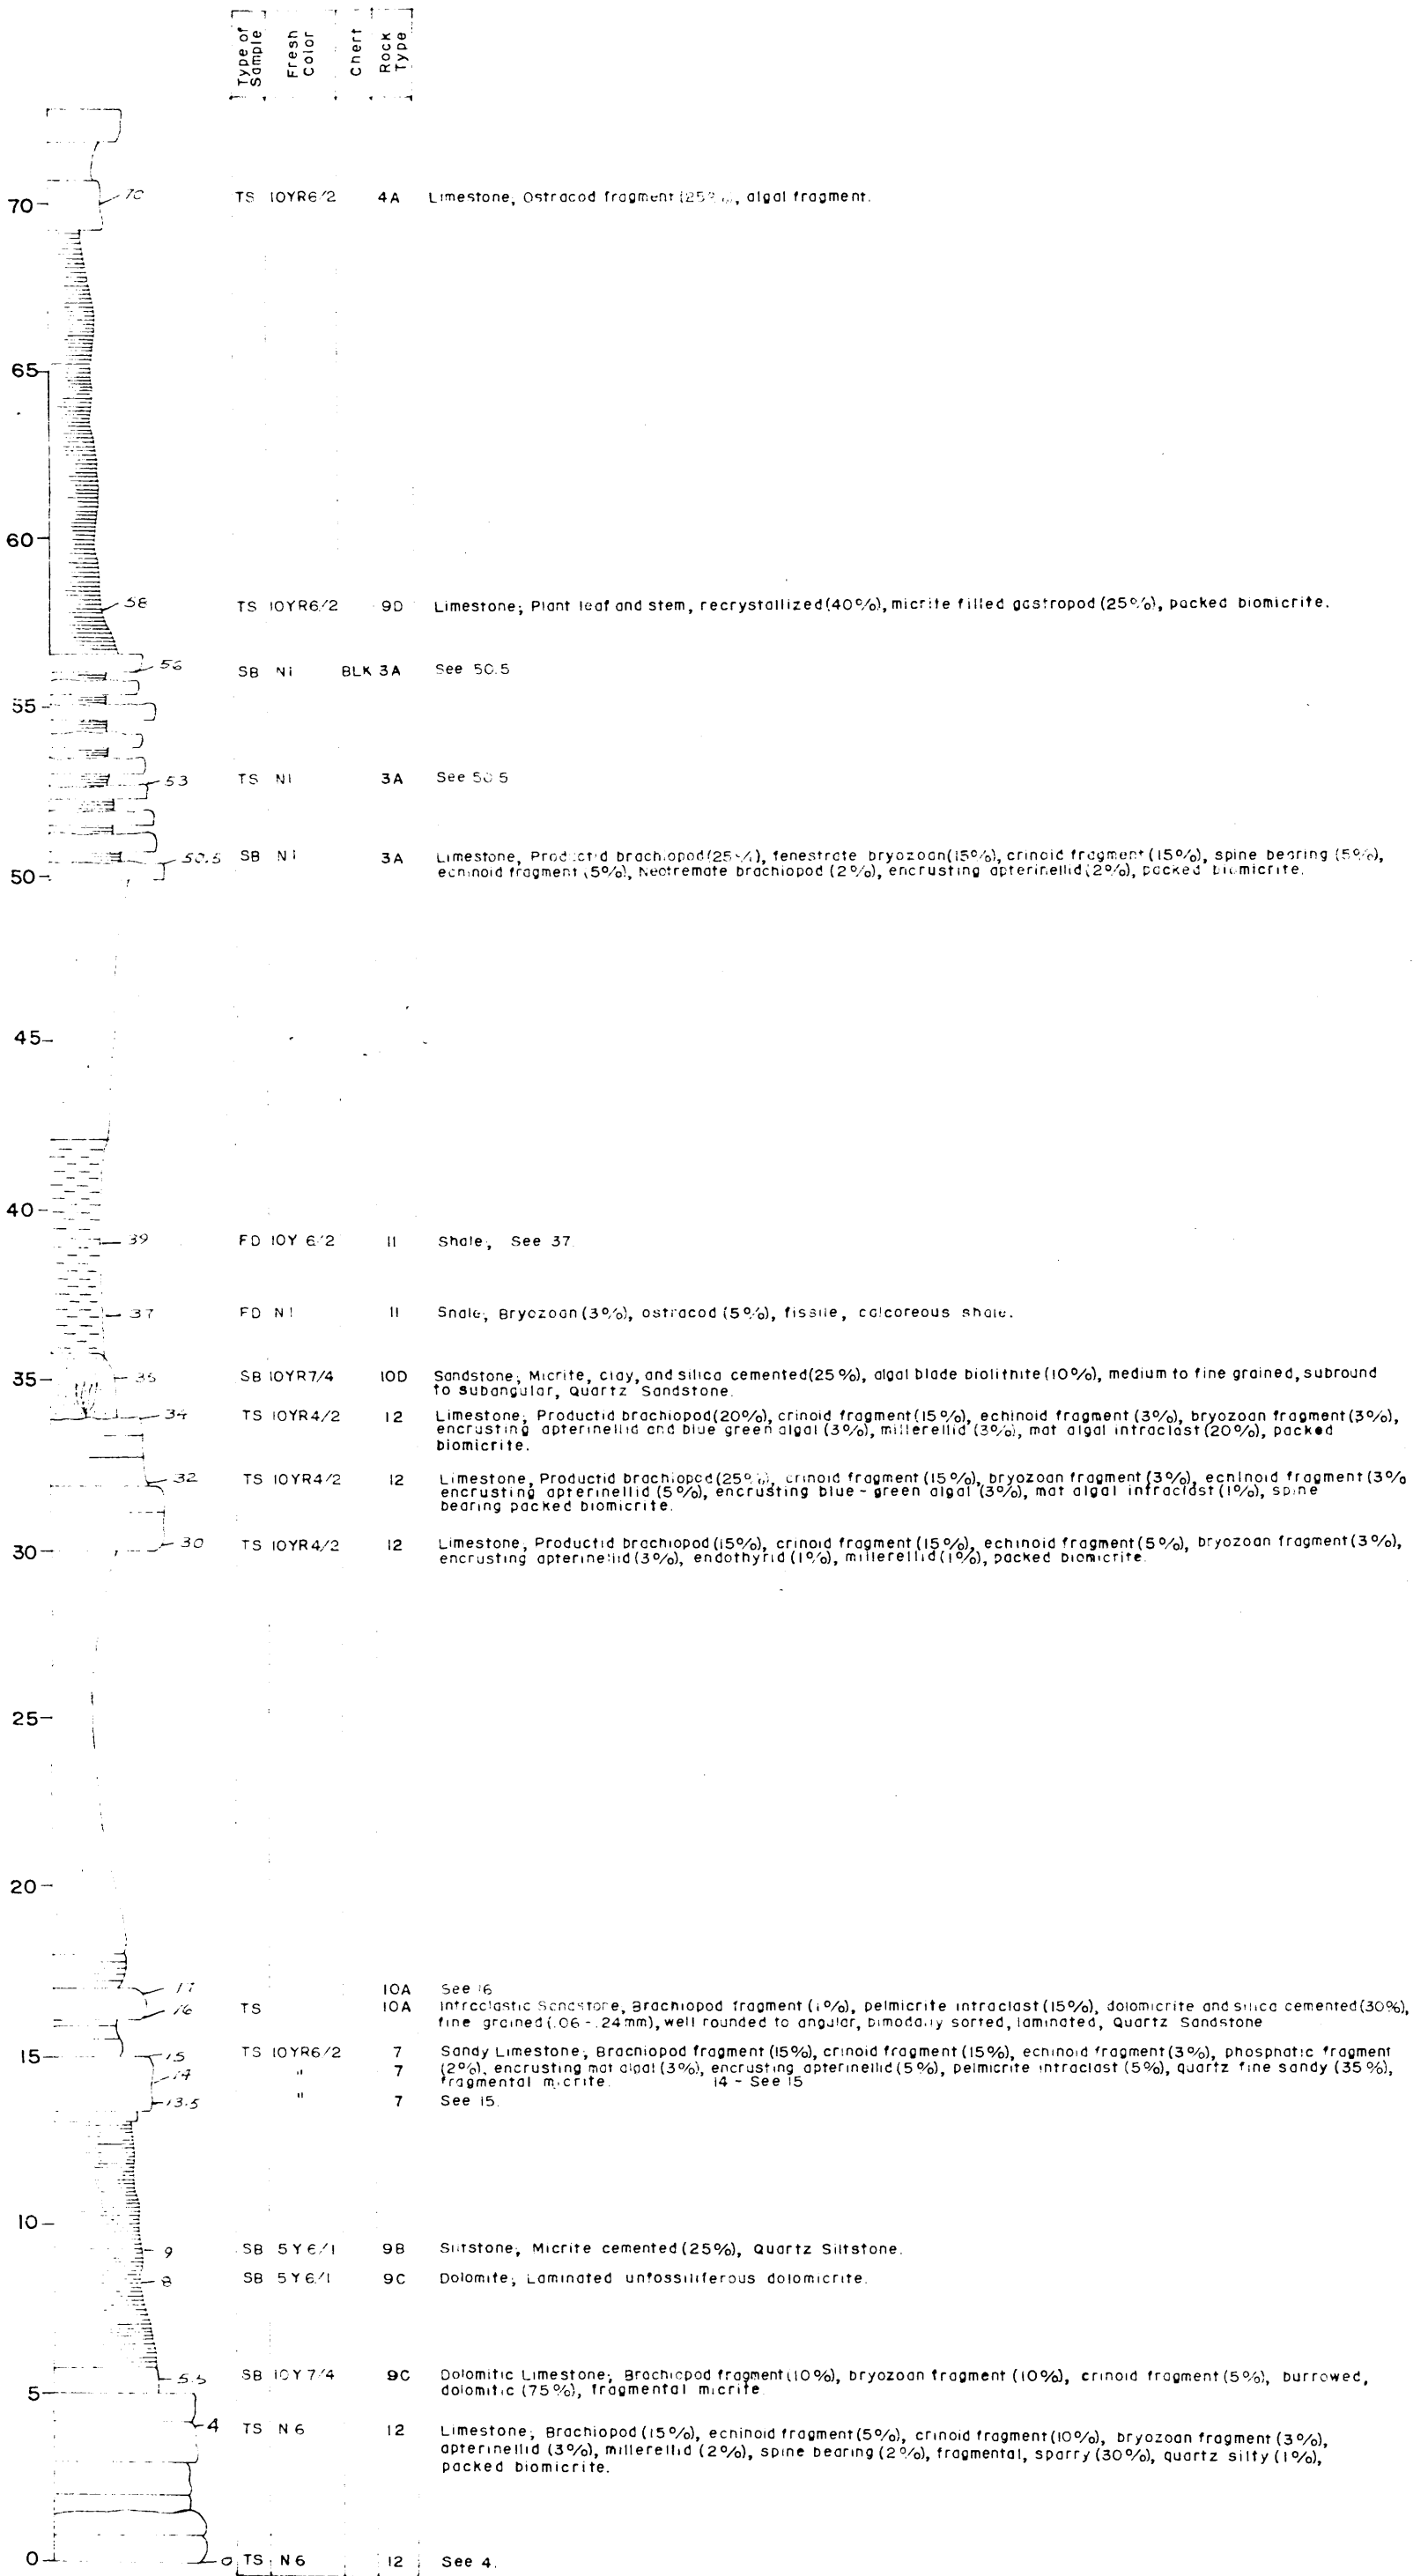 Type of Sample Fresh Color Chert Rock Type
70 70 TS 10YR6/2 4A Limestone, Ostracod fragment (25%), algal fragment.
65
60
58 TS 10YR6/2 9D Limestone; Plant leaf and stem, recrystallized (40%), micrite filled gastropod (25%), packed biomicrite.
56 SB N1 BLK 3A See 50.5
55
53 TS N1 3A See 50.5
50.5 SB N1 3A Limestone, Productid brachiopod (25%), fenestrate bryozoan (15%), crinoid fragment (15%), spine bearing (5%),
50 echinoid fragment (5%), Neotremate brachiopod (2%), encrusting apterinellid (2%), packed biomicrite.
45
40
39 FD 10Y 6/2 11 Shale; See 37
37 FD N1 11 Shale; Bryozoan (3%), ostracod (5%), fissile, calcareous shale.
35 35 SB 10YR7/4 10D Sandstone; Micrite, clay, and silica cemented (25%), algal blade biolithite (10%), medium to fine grained, subround
to subangular, Quartz Sandstone.
34 TS 10YR4/2 12 Limestone; Productid brachiopod (20%), crinoid fragment (15%), echinoid fragment (3%), bryozoan fragment (3%),
encrusting apterinellid and blue green algal (3%), millerellid (3%), mat algal intraclast (20%), packed
biomicrite.
32 TS 10YR4/2 12 Limestone, Productid brachiopod (25%), crinoid fragment (15%), bryozoan fragment (3%), echinoid fragment (3%
encrusting apterinellid (5%), encrusting blue-green algal (3%), mat algal intraclast (1%), spine
bearing packed biomicrite.
30 30 TS 10YR4/2 12 Limestone, Productid brachiopod (15%), crinoid fragment (15%), echinoid fragment (5%), bryozoan fragment (3%),
encrusting apterinellid (3%), endothyrid (1%), millerellid (1%), packed biomicrite.
25
20
17 10A See 16
16 TS 10A Intraclastic Sandstone, Brachiopod fragment (1%), pelmicrite intraclast (15%), dolomicrite and silica cemented (30%),
fine grained (.06 - .24mm), well rounded to angular, bimodally sorted, laminated, Quartz Sandstone
15 15 TS 10YR6/2 7 Sandy Limestone; Brachiopod fragment (15%), crinoid fragment (15%), echinoid fragment (3%), phosphatic fragment
14 " 7 (2%), encrusting mat algal (3%), encrusting apterinellid (5%), pelmicrite intraclast (5%), quartz fine sandy (35%),
fragmental micrite. 14 - See 15
13.5 " 7 See 15.
10
9 SB 5Y6/1 9B Siltstone; Micrite cemented (25%), Quartz Siltstone.
8 SB 5Y6/1 9C Dolomite; Laminated unfossiliferous dolomicrite.
5.5 SB 10Y7/4 9C Dolomitic Limestone; Brachiopod fragment (10%), bryozoan fragment (10%), crinoid fragment (5%), burrowed,
5 dolomitic (75%), fragmental micrite
4 TS N6 12 Limestone; Brachiopod (15%), echinoid fragment (5%), crinoid fragment (10%), bryozoan fragment (3%),
apterinellid (3%), millerellid (2%), spine bearing (2%), fragmental, sparry (30%), quartz silty (1%),
packed biomicrite.
0 0 TS N6 12 See 4.